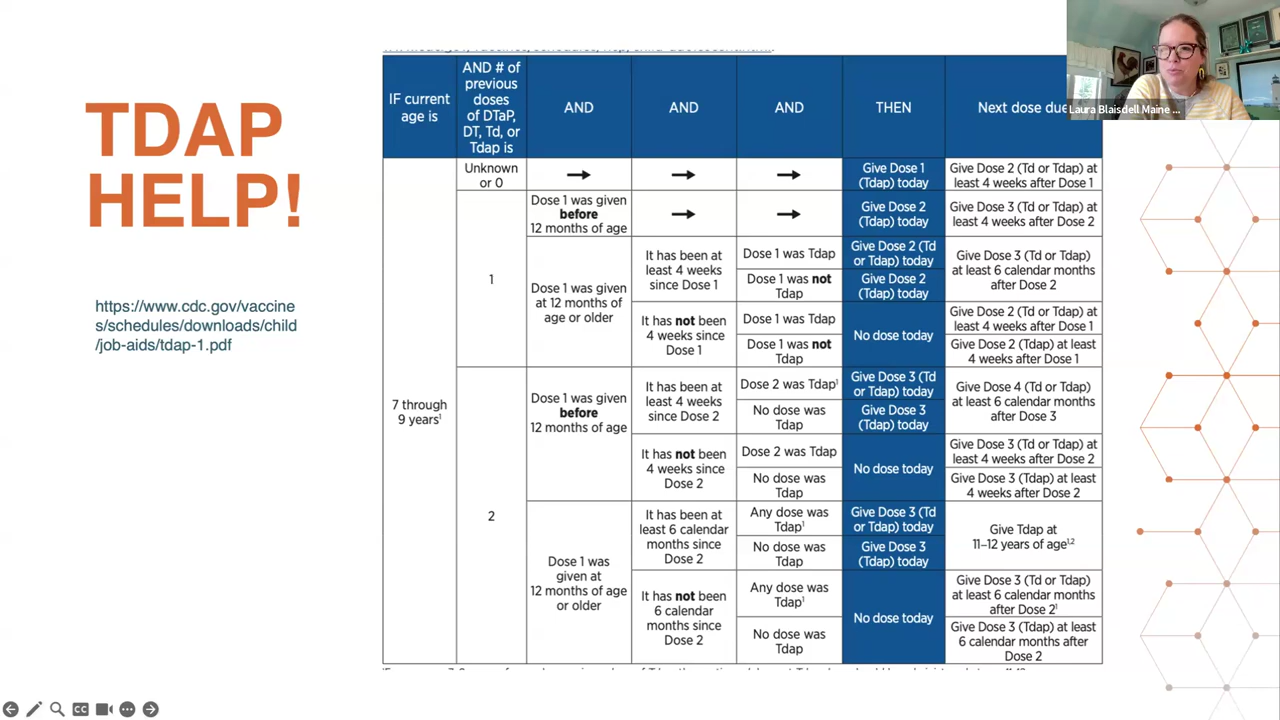 TDAP
HELP!
https://www.cdc.gov/vaccine
s/schedules/downloads/child
/job-aids/tdap-1.pdf
IF current
age is
AND # of
previous
doses
of DTaP,
DT, Td, or
Tdap is
AND
AND
AND
THEN
Next dose due
Laura Blaisdell Maine ...
7 through
9 years¹
Unknown
or 0
→
→
→
Give Dose 1
(Tdap) today
Give Dose 2 (Td or Tdap) at
least 4 weeks after Dose 1
1
Dose 1 was given
before
12 months of age
→
→
Give Dose 2
(Tdap) today
Give Dose 3 (Td or Tdap) at
least 4 weeks after Dose 2
Dose 1 was given
at 12 months of
age or older
It has been at
least 4 weeks
since Dose 1
Dose 1 was Tdap
Give Dose 2 (Td
or Tdap) today
Give Dose 3 (Td or Tdap)
at least 6 calendar months
after Dose 2
Dose 1 was not
Tdap
Give Dose 2
(Tdap) today
It has not been
4 weeks since
Dose 1
Dose 1 was Tdap
No dose today
Give Dose 2 (Td or Tdap) at
least 4 weeks after Dose 1
Dose 1 was not
Tdap
Give Dose 2 (Tdap) at least
4 weeks after Dose 1
2
Dose 1 was given
before
12 months of age
It has been at
least 4 weeks
since Dose 2
Dose 2 was Tdap¹
Give Dose 3 (Td
or Tdap) today
Give Dose 4 (Td or Tdap)
at least 6 calendar months
after Dose 3
No dose was
Tdap
Give Dose 3
(Tdap) today
It has not been
4 weeks since
Dose 2
Dose 2 was Tdap
No dose today
Give Dose 3 (Td or Tdap) at
least 4 weeks after Dose 2
No dose was
Tdap
Give Dose 3 (Tdap) at least
4 weeks after Dose 2
Dose 1 was
given at
12 months of age
or older
It has been at
least 6 calendar
months since
Dose 2
Any dose was
Tdap¹
Give Dose 3 (Td
or Tdap) today
Give Tdap at
11–12 years of age¹,²
No dose was
Tdap
Give Dose 3
(Tdap) today
It has not been
6 calendar
months since
Dose 2
Any dose was
Tdap¹
No dose today
Give Dose 3 (Td or Tdap)
at least 6 calendar months
after Dose 2¹
No dose was
Tdap
Give Dose 3 (Tdap) at least
6 calendar months after
Dose 2
CC